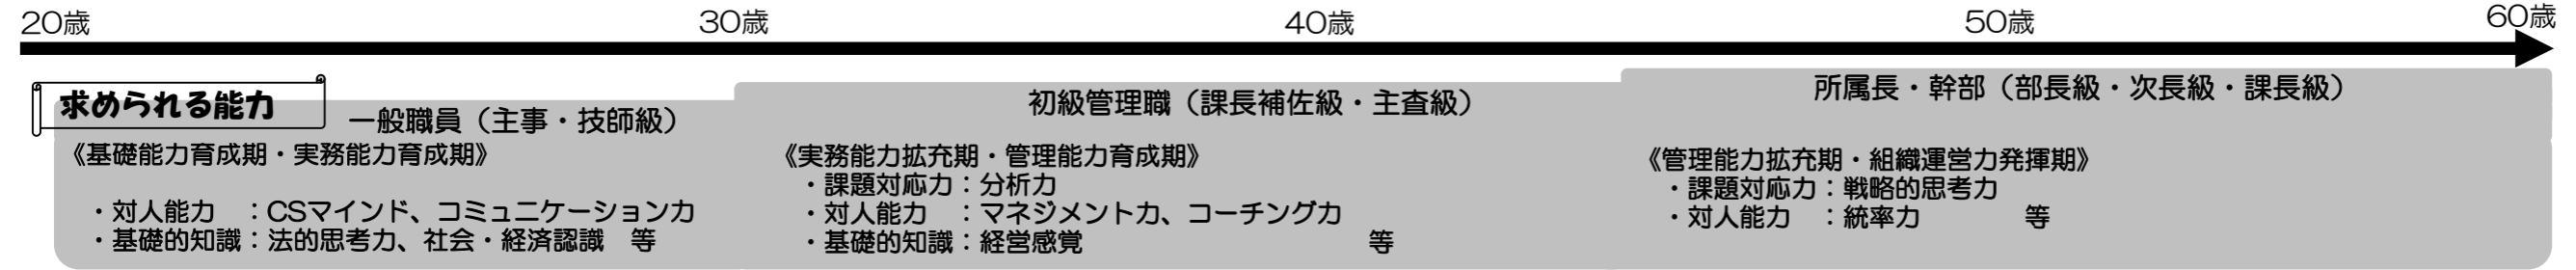 20歳 30歳 40歳 50歳 60歳
求められる能力
一般職員（主事・技師級）
《基礎能力育成期・実務能力育成期》
・対人能力　：CSマインド、コミュニケーション力
・基礎的知識：法的思考力、社会・経済認識　等
初級管理職（課長補佐級・主査級）
《実務能力拡充期・管理能力育成期》
・課題対応力：分析力
・対人能力　：マネジメント力、コーチング力
・基礎的知識：経営感覚　等
所属長・幹部（部長級・次長級・課長級）
《管理能力拡充期・組織運営力発揮期》
・課題対応力：戦略的思考力
・対人能力　：統率力　等